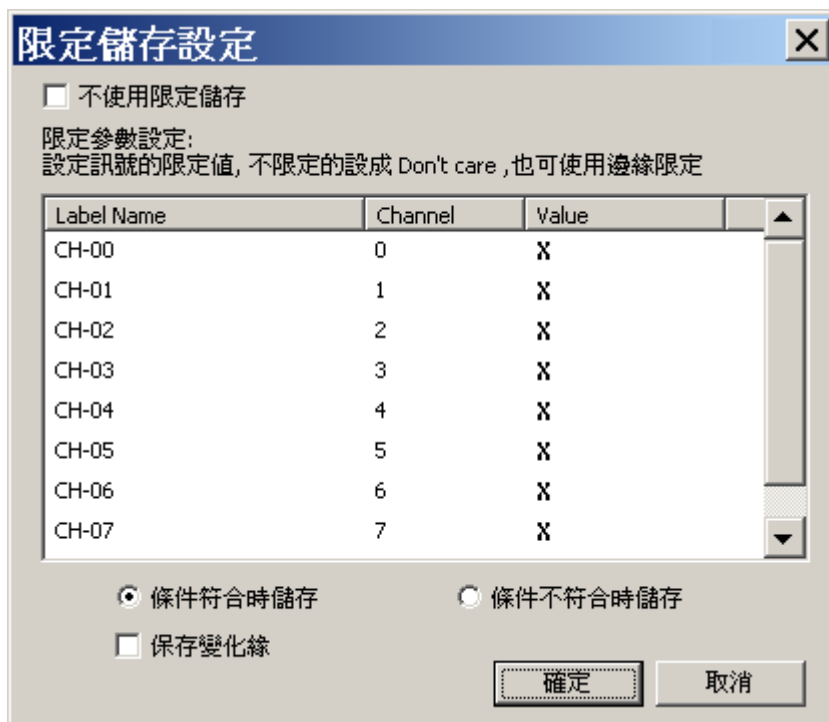 限定儲存設定
不使用限定儲存
限定參數設定:
設定訊號的限定值, 不限定的設成 Don't care ,也可使用邊緣限定
Label Name Channel Value
CH-00 0 X
CH-01 1 X
CH-02 2 X
CH-03 3 X
CH-04 4 X
CH-05 5 X
CH-06 6 X
CH-07 7 X
條件符合時儲存 條件不符合時儲存
保存變化緣
確定 取消